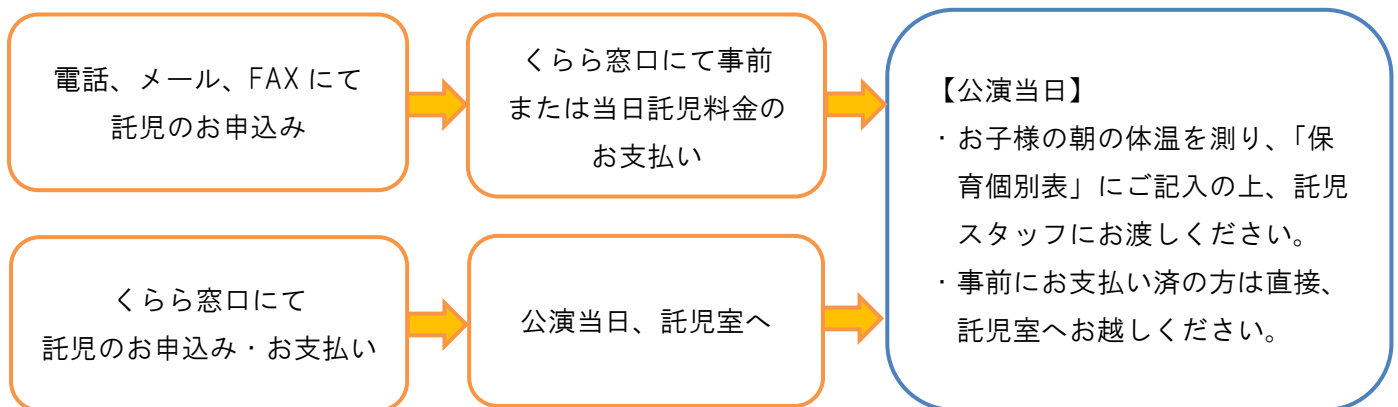 電話、メール、FAXにて
託児のお申込み
くらら窓口にて事前
または当日託児料金の
お支払い
くらら窓口にて
託児のお申込み・お支払い
公演当日、託児室へ
【公演当日】
・お子様の朝の体温を測り、「保
育個別表」にご記入の上、託児
スタッフにお渡しください。
・事前にお支払い済の方は直接、
託児室へお越しください。